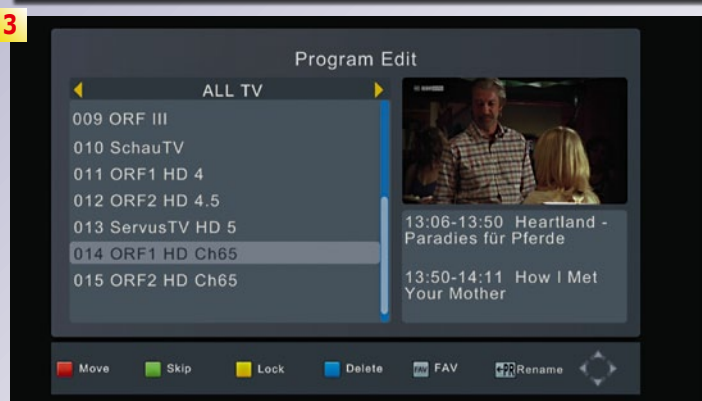 3
Program Edit
ALL TV
009 ORF III
010 SchauTV
011 ORF1 HD 4
012 ORF2 HD 4.5
013 ServusTV HD 5
014 ORF1 HD Ch65
015 ORF2 HD Ch65
13:06-13:50 Heartland -
Paradies für Pferde
13:50-14:11 How I Met
Your Mother
Move Skip Lock Delete FAV FAV PR Rename